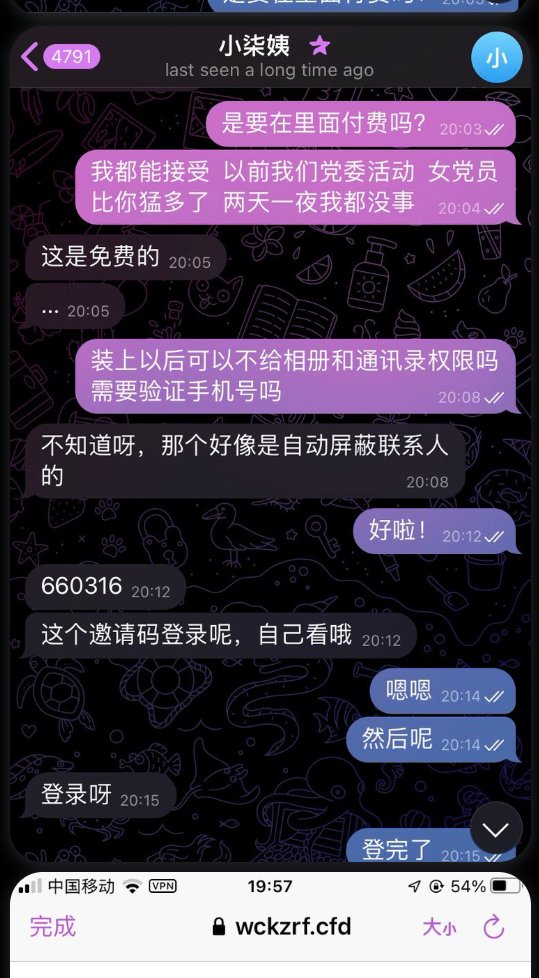 4791
小柒姨
小
last seen a long time ago
是要在里面付费吗? 20:03
我都能接受 以前我们党委活动 女党员
比你猛多了 两天一夜我都没事 20:04
这是免费的 20:05
... 20:05
装上以后可以不给相册和通讯录权限吗
需要验证手机号吗 20:08
不知道呀，那个好像是自动屏蔽联系人
的 20:08
好啦！ 20:12
660316 20:12
这个邀请码登录呢，自己看哦 20:12
嗯嗯 20:14
然后呢 20:14
登录呀 20:15
登完了 20:15
中国移动 VPN 19:57 54%
完成 wckzrf.cfd 大小